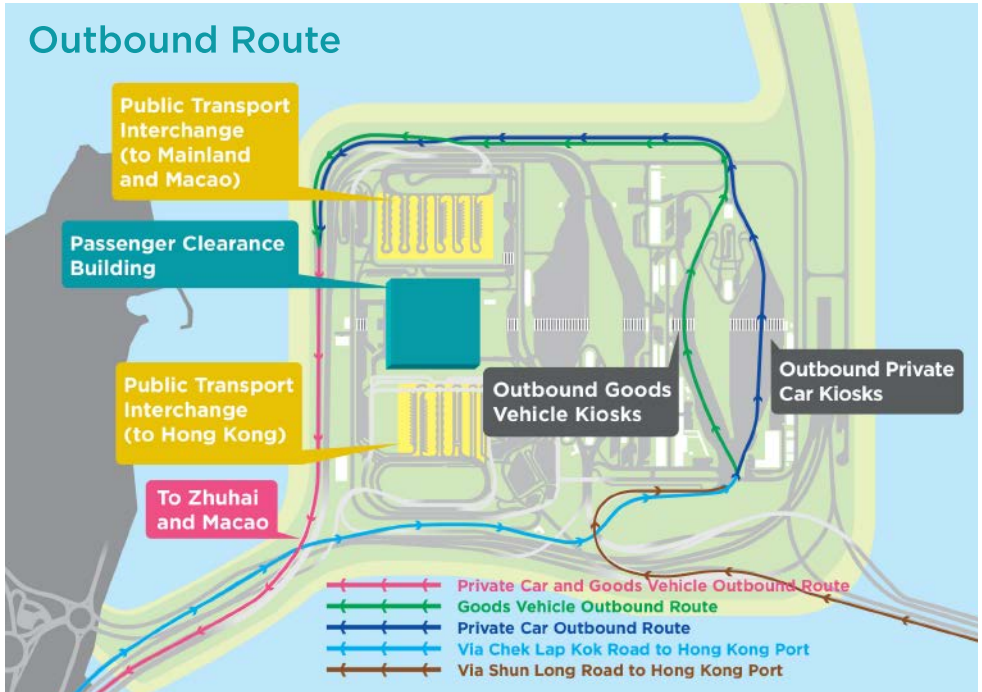 Outbound Route
Public Transport
Interchange
(to Mainland
and Macao)
Passenger Clearance
Building
Public Transport
Interchange
(to Hong Kong)
Outbound Goods
Vehicle Kiosks
Outbound Private
Car Kiosks
To Zhuhai
and Macao
Private Car and Goods Vehicle Outbound Route
Goods Vehicle Outbound Route
Private Car Outbound Route
Via Chek Lap Kok Road to Hong Kong Port
Via Shun Long Road to Hong Kong Port